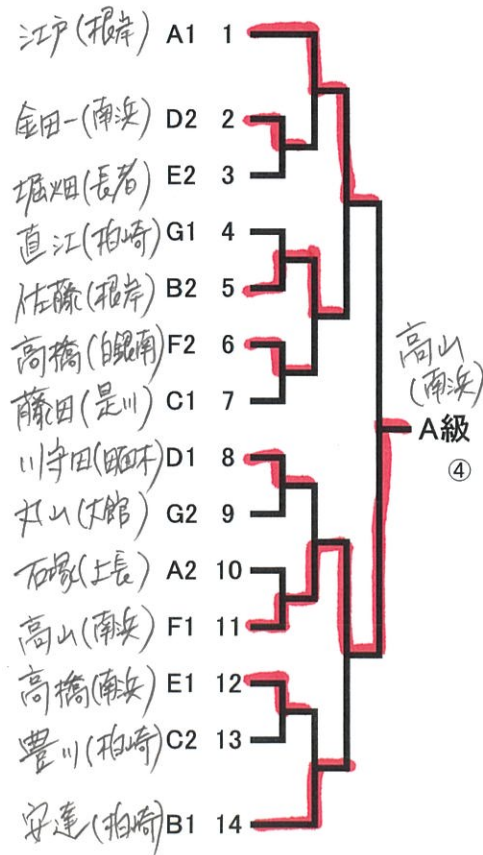 江戸(根岸) A1 1
金田一(南浜) D2 2
堀畑(長者) E2 3
直江(柏崎) G1 4
佐藤(根岸) B2 5
高橋(白銀南) F2 6
藤田(是川) C1 7
川守田(田面木) D1 8
丸山(大館) G2 9
石塚(上長) A2 10
高山(南浜) F1 11
高橋(南浜) E1 12
豊川(柏崎) C2 13
安達(柏崎) B1 14
高山
(南浜)
A級
④